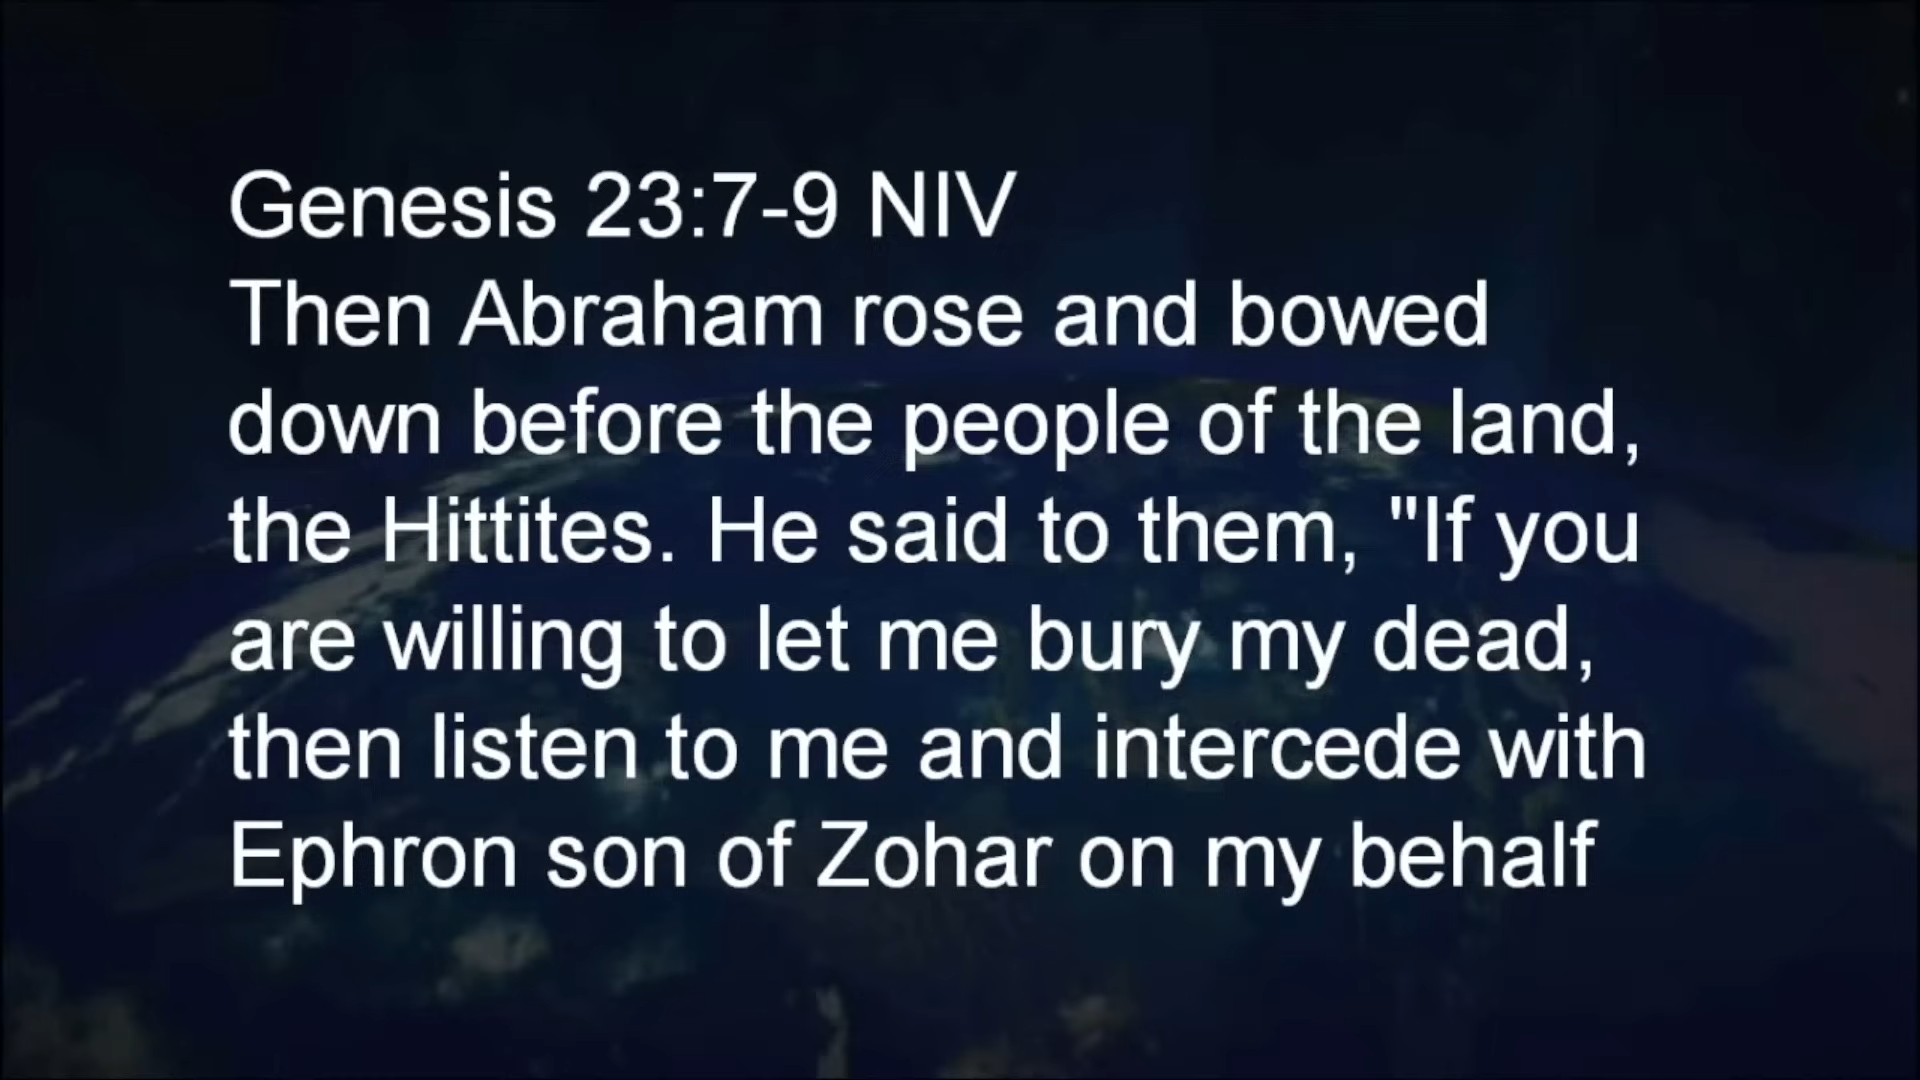 Genesis 23:7-9 NIV
Then Abraham rose and bowed
down before the people of the land,
the Hittites. He said to them, "If you
are willing to let me bury my dead,
then listen to me and intercede with
Ephron son of Zohar on my behalf